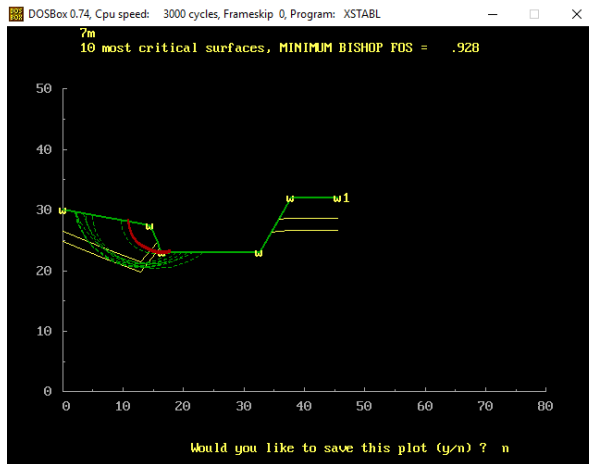 DOSBox 0.74, Cpu speed: 3000 cycles, Frameskip 0, Program: XSTABL
7m
10 most critical surfaces, MINIMUM BISHOP FOS = .928
50
40
30
20
10
0
w w w w w w1
0 10 20 30 40 50 60 70 80
Would you like to save this plot (y/n) ? n